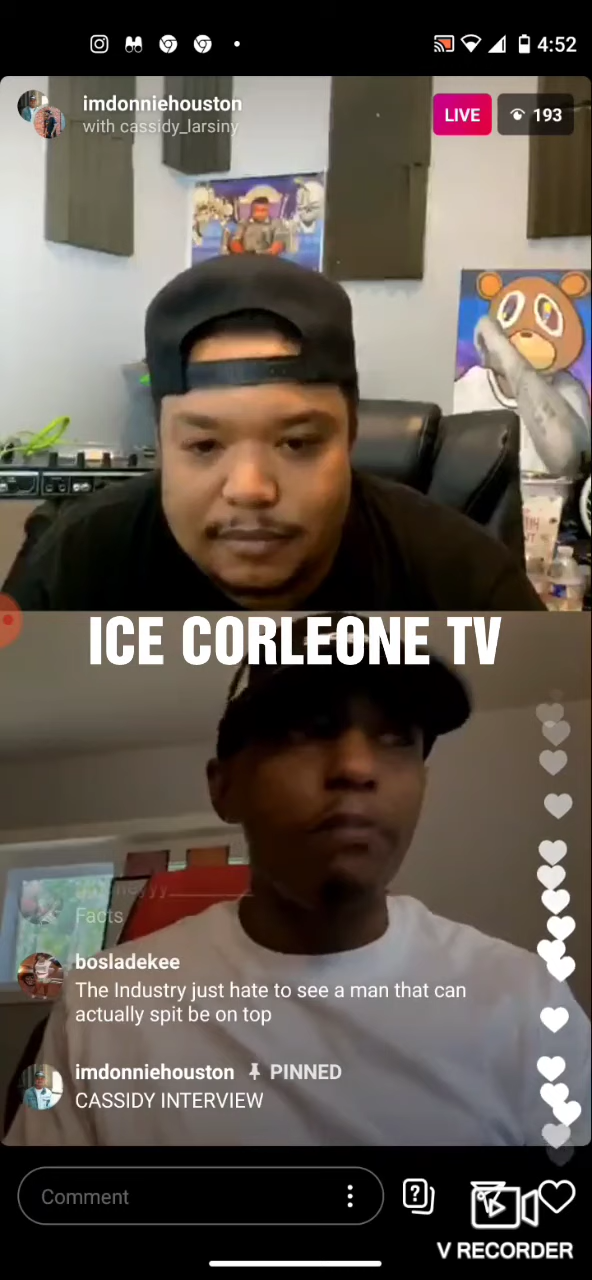 4:52
imdonniehouston
with cassidy_larsiny
LIVE
193
ICE CORLEONE TV
Facts
bosladekee
The Industry just hate to see a man that can
actually spit be on top
imdonniehouston PINNED
CASSIDY INTERVIEW
Comment
V RECORDER